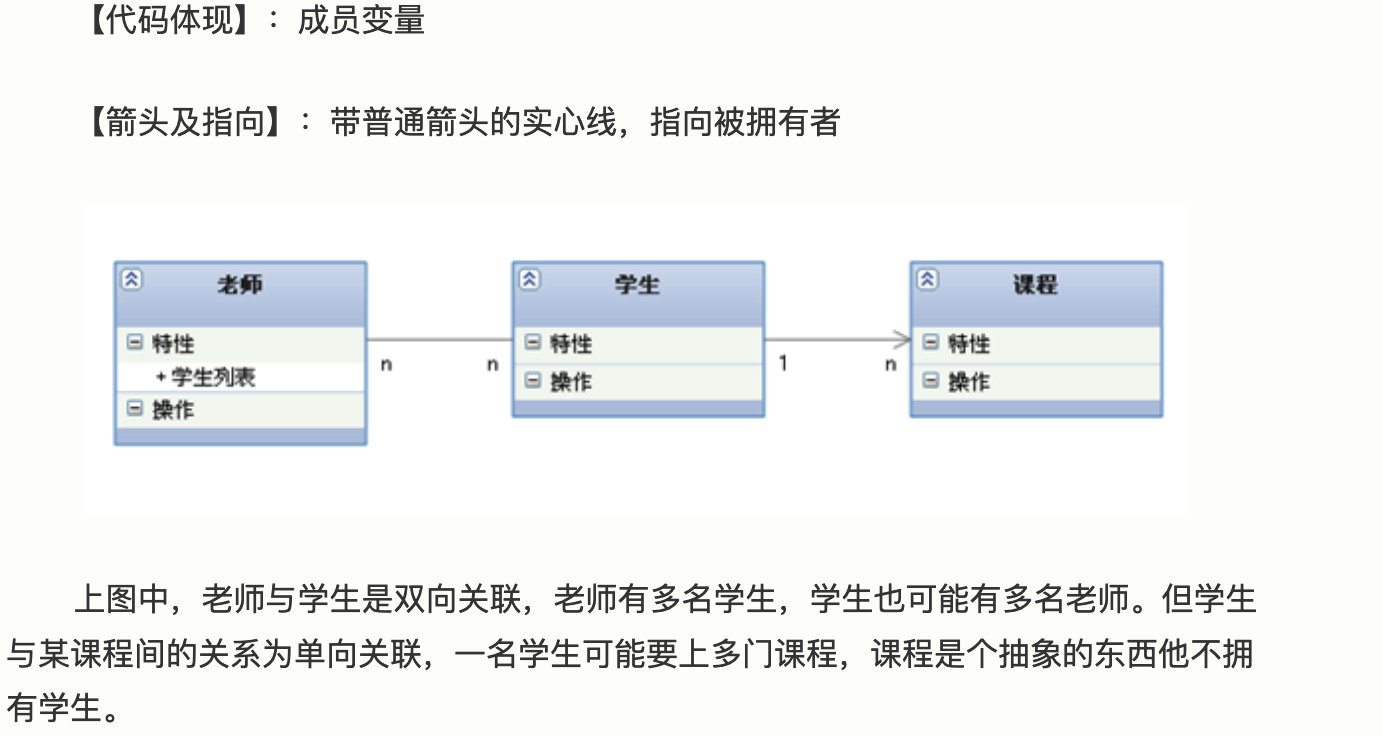 【代码体现】：成员变量
【箭头及指向】：带普通箭头的实心线，指向被拥有者
老师
学生
课程
特性
特性
特性
+ 学生列表
n
n
1
n
操作
操作
操作
上图中，老师与学生是双向关联，老师有多名学生，学生也可能有多名老师。但学生
与某课程间的关系为单向关联，一名学生可能要上多门课程，课程是个抽象的东西他不拥
有学生。